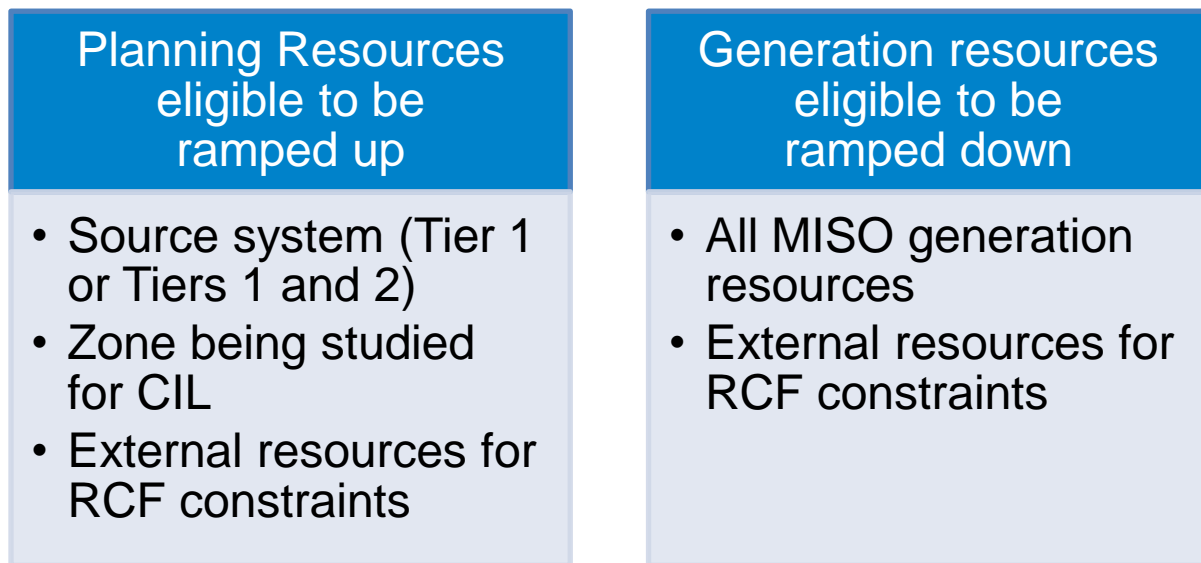 Planning Resources
eligible to be
ramped up
• Source system (Tier 1
or Tiers 1 and 2)
• Zone being studied
for CIL
• External resources for
RCF constraints
Generation resources
eligible to be
ramped down
• All MISO generation
resources
• External resources for
RCF constraints